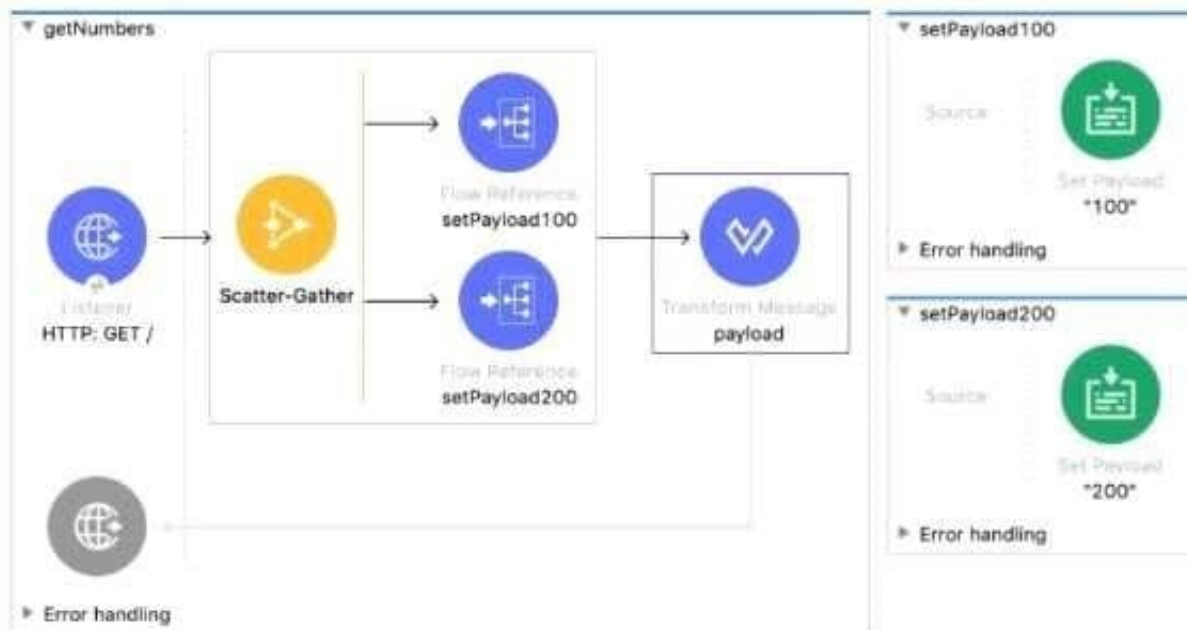 getNumbers
Listener
HTTP: GET /
Scatter-Gather
Flow Reference
setPayload100
Flow Reference
setPayload200
Transform Message
payload
Error handling
setPayload100
Source
Set Payload
"100"
Error handling
setPayload200
Source
Set Payload
"200"
Error handling